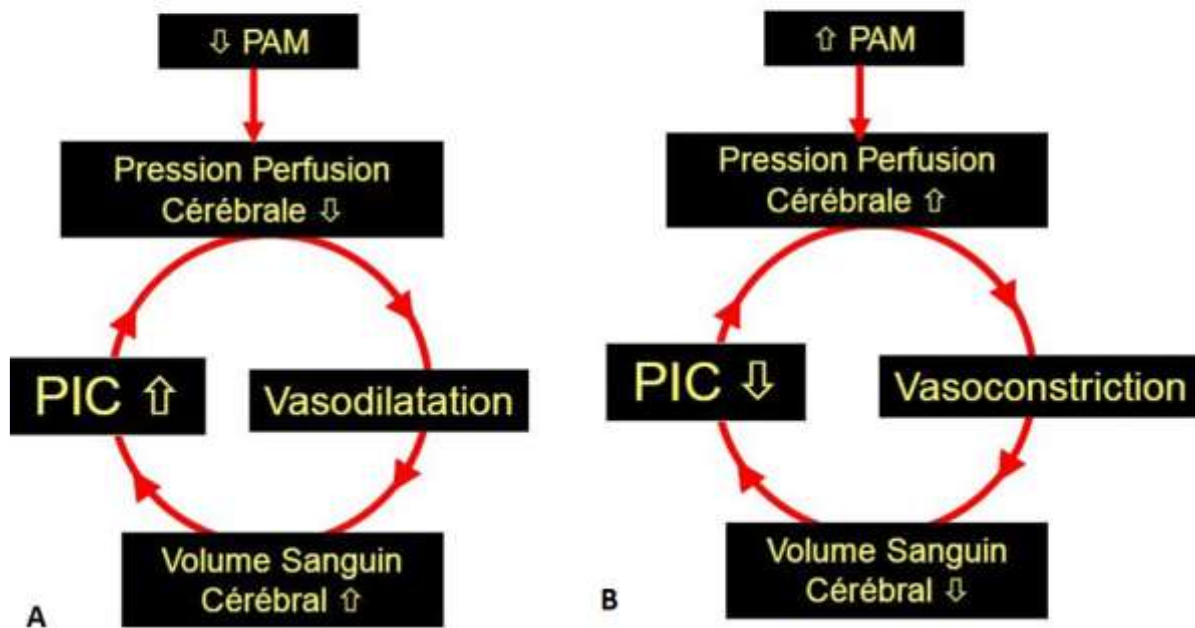 ⇩ PAM
Pression Perfusion
Cérébrale ⇩
PIC ⇧
Vasodilatation
Volume Sanguin
Cérébral ⇧
A
⇧ PAM
Pression Perfusion
Cérébrale ⇧
PIC ⇩
Vasoconstriction
Volume Sanguin
Cérébral ⇩
B